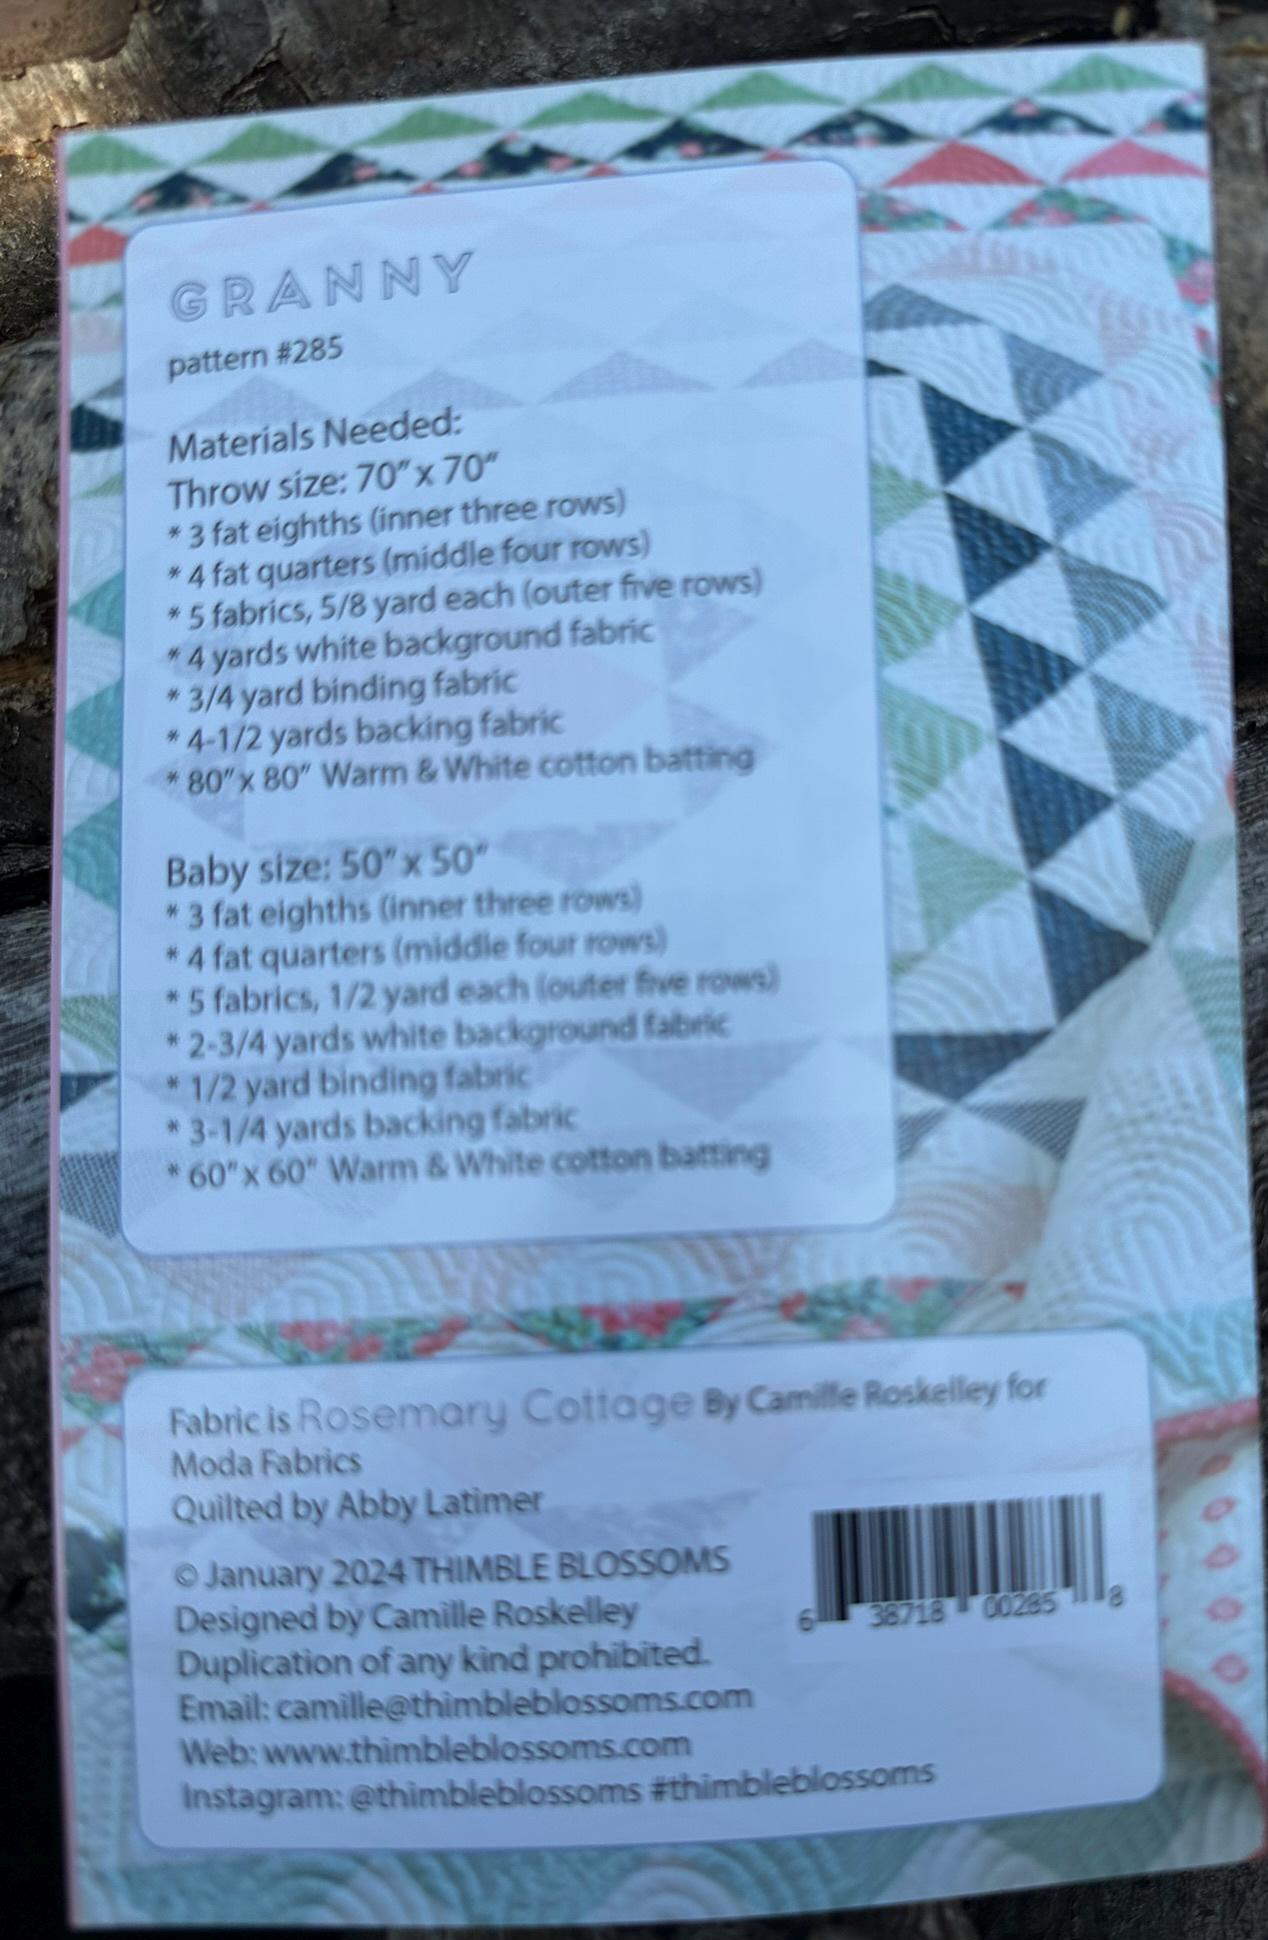 GRANNY
pattern #285
Materials Needed:
Throw size: 70" x 70"
* 3 fat eighths (inner three rows)
* 4 fat quarters (middle four rows)
* 5 fabrics, 5/8 yard each (outer five rows)
* 4 yards white background fabric
* 3/4 yard binding fabric
* 4-1/2 yards backing fabric
* 80" x 80" Warm & White cotton batting
Baby size: 50" x 50"
* 3 fat eighths (inner three rows)
* 4 fat quarters (middle four rows)
* 5 fabrics, 1/2 yard each (outer five rows)
* 2-3/4 yards white background fabric
* 1/2 yard binding fabric
* 3-1/4 yards backing fabric
* 60" x 60" Warm & White cotton batting
Fabric is Rosemary Cottage By Camille Roskelley for
Moda Fabrics
Quilted by Abby Latimer
© January 2024 THIMBLE BLOSSOMS
Designed by Camille Roskelley
Duplication of any kind prohibited.
Email: camille@thimbleblossoms.com
Web: www.thimbleblossoms.com
Instagram: @thimbleblossoms #thimbleblossoms
6 38718 00285 8